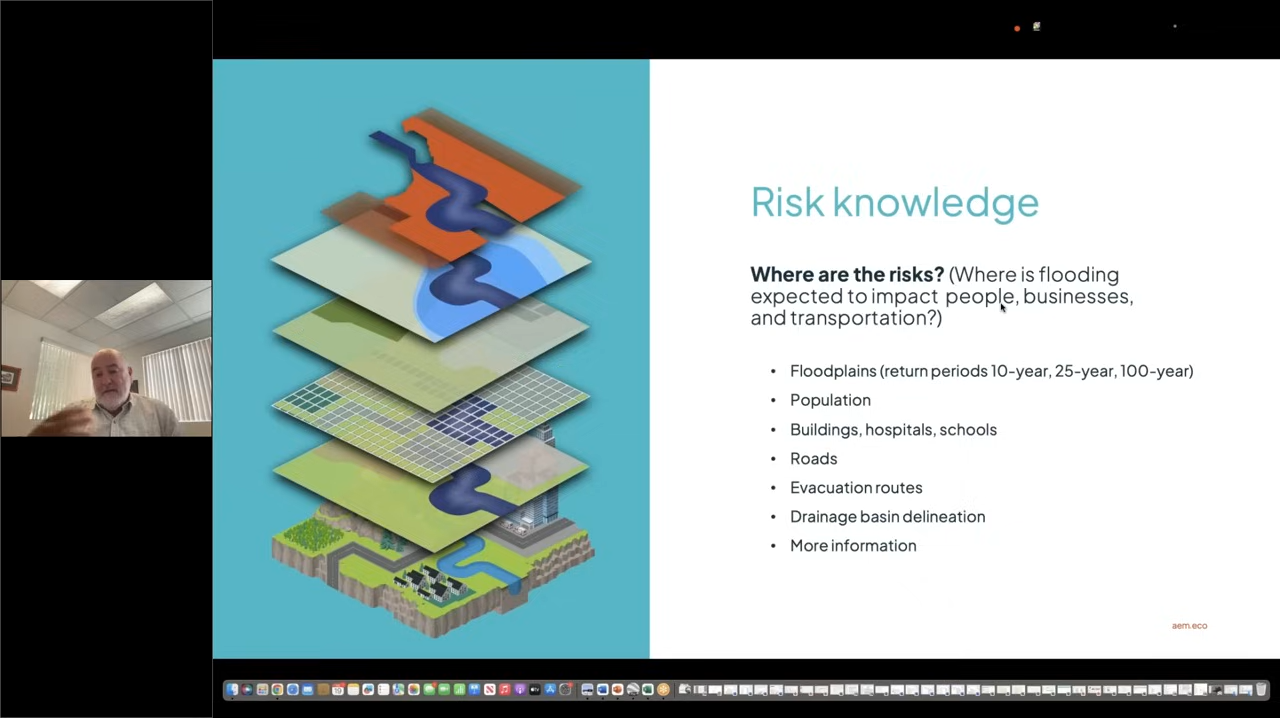 Risk knowledge
Where are the risks? (Where is flooding
expected to impact people, businesses,
and transportation?)
• Floodplains (return periods 10-year, 25-year, 100-year)
• Population
• Buildings, hospitals, schools
• Roads
• Evacuation routes
• Drainage basin delineation
• More information
aem.eco